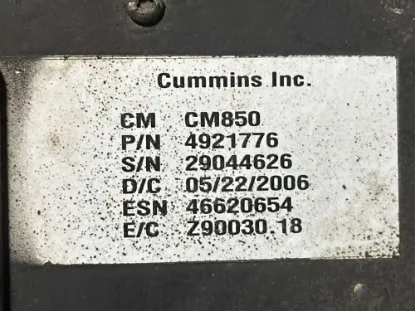 Cummins Inc.
CM CM850
P/N 4921776
S/N 29044626
D/C 05/22/2006
ESN 46620654
E/C Z90030.18